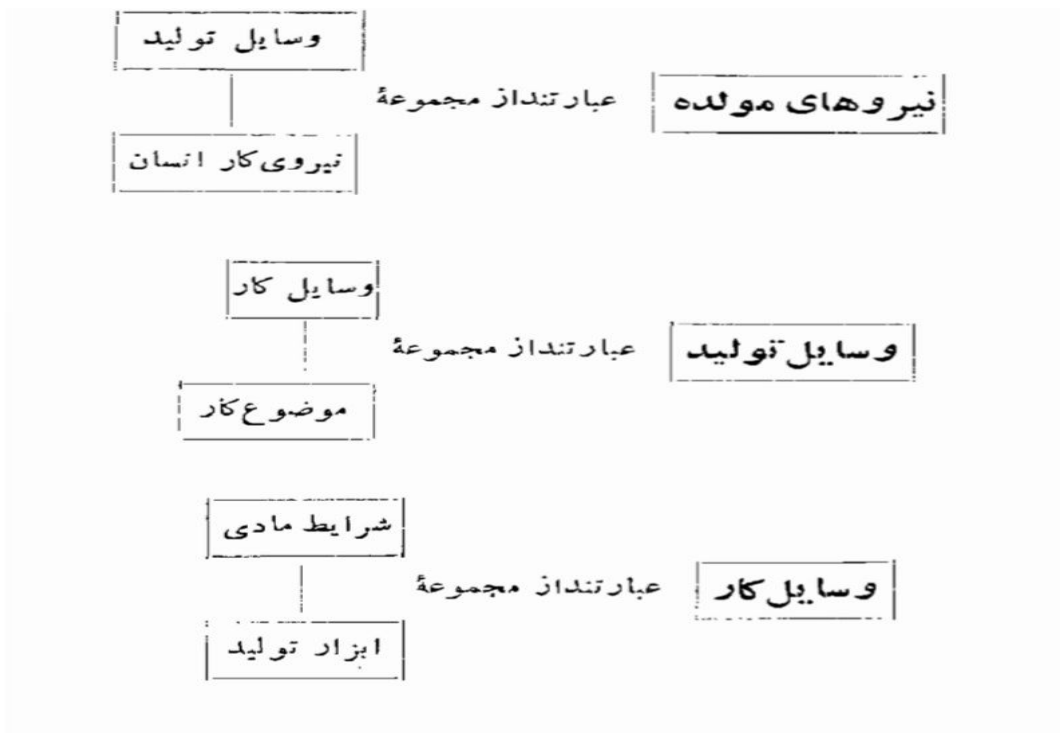 وسایل تولید
نیروهای مولده عبارتند از مجموعهٔ
نیروی کار انسان
وسایل کار
وسایل تولید عبارتند از مجموعهٔ
موضوع کار
شرایط مادی
وسایل کار عبارتند از مجموعهٔ
ابزار تولید